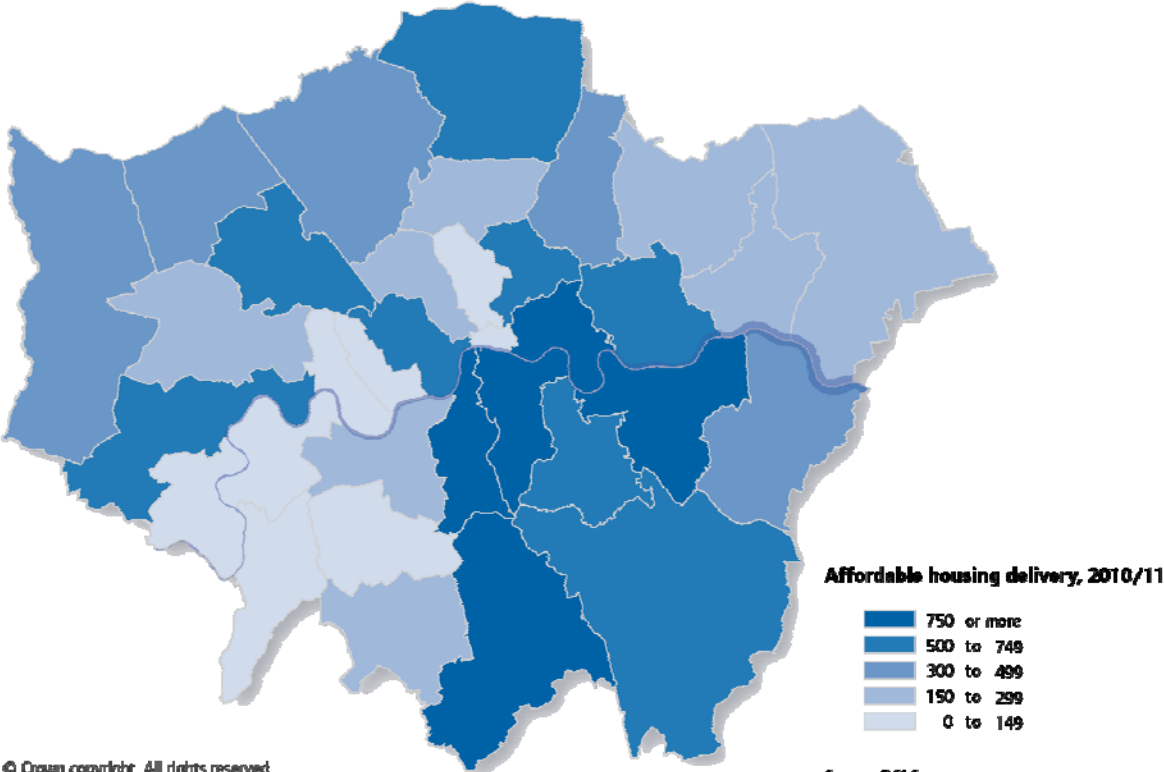 Affordable housing delivery, 2010/11
750 or more
500 to 749
300 to 499
150 to 299
0 to 149
© Crown copyright. All rights reserved